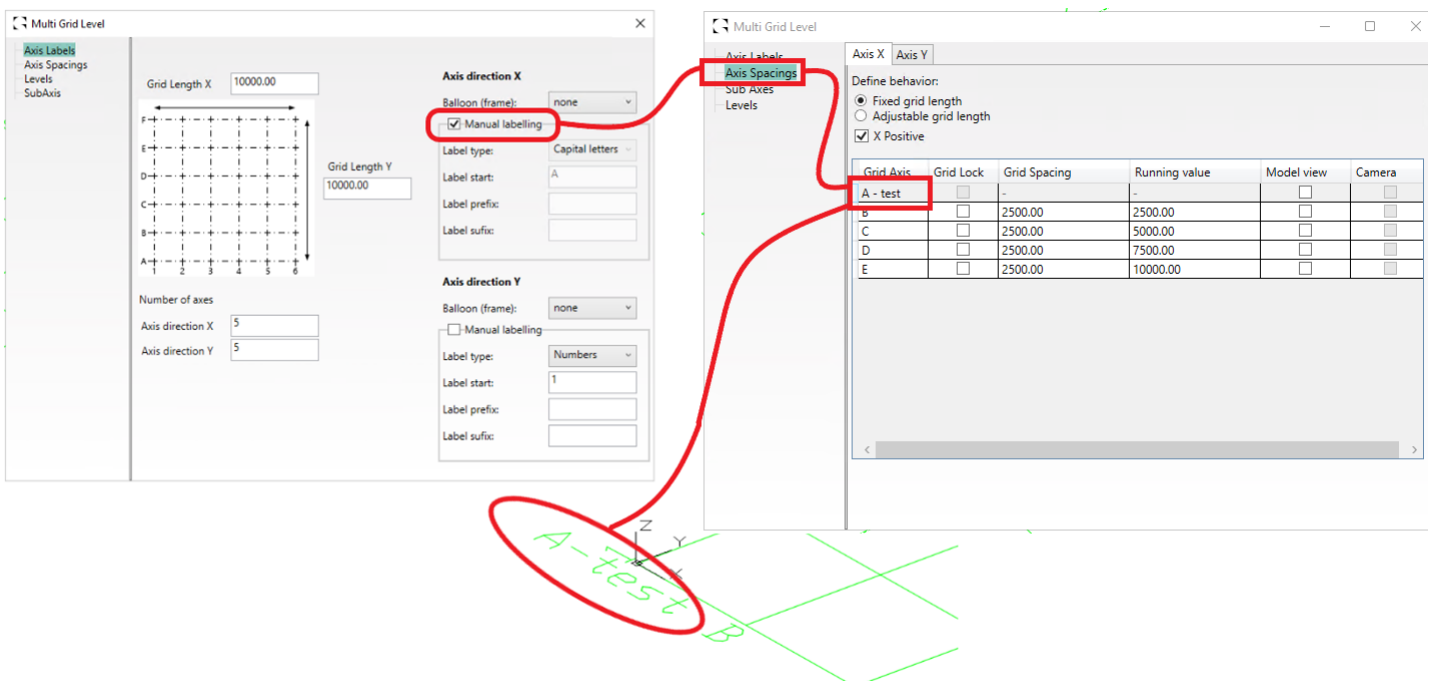 Multi Grid Level
Axis Labels
Axis Spacings
Levels
SubAxis
Grid Length X 10000.00
F
E
D
C
B
A
1 2 3 4 5 6
Grid Length Y
10000.00
Number of axes
Axis direction X 5
Axis direction Y 5
Axis direction X
Balloon (frame): none
Manual labelling
Label type: Capital letters
Label start: A
Label prefix:
Label sufix:
Axis direction Y
Balloon (frame): none
Manual labelling
Label type: Numbers
Label start: 1
Label prefix:
Label sufix:
Multi Grid Level
Axis Labels
Axis Spacings
Sub Axes
Levels
Axis X Axis Y
Define behavior:
Fixed grid length
Adjustable grid length
X Positive
Grid Axis Grid Lock Grid Spacing Running value Model view Camera
A - test - -
B 2500.00 2500.00
C 2500.00 5000.00
D 2500.00 7500.00
E 2500.00 10000.00
Z
Y
X
A-test
B